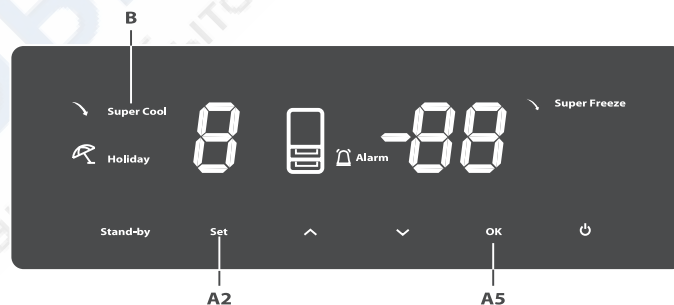 B
Super Cool
8
-88
Super Freeze
Holiday
Alarm
Stand-by Set OK
A2 A5